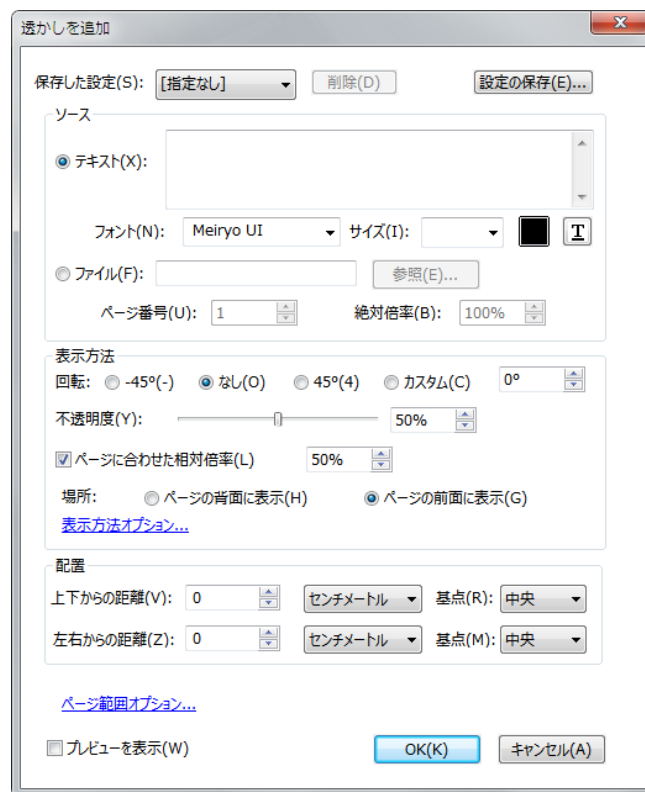 透かしを追加
保存した設定(S): [指定なし] 削除(D) 設定の保存(E)...
ソース
テキスト(X):
フォント(N): Meiryo UI サイズ(I): T
ファイル(F): 参照(E)...
ページ番号(U): 1 絶対倍率(B): 100%
表示方法
回転: -45º(-) なし(O) 45º(4) カスタム(C) 0º
不透明度(Y): 50%
ページに合わせた相対倍率(L) 50%
場所: ページの背面に表示(H) ページの前面に表示(G)
表示方法オプション...
配置
上下からの距離(V): 0 センチメートル 基点(R): 中央
左右からの距離(Z): 0 センチメートル 基点(M): 中央
ページ範囲オプション...
プレビューを表示(W) OK(K) キャンセル(A)